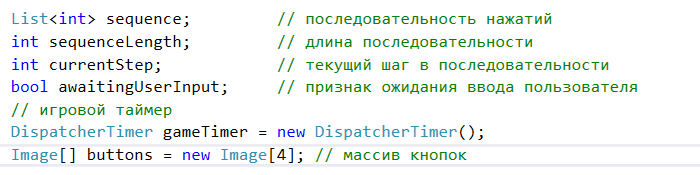 List<int> sequence;          // последовательность нажатий
int sequenceLength;          // длина последовательности
int currentStep;             // текущий шаг в последовательности
bool awaitingUserInput;      // признак ожидания ввода пользователя
// игровой таймер
DispatcherTimer gameTimer = new DispatcherTimer();
Image[] buttons = new Image[4]; // массив кнопок